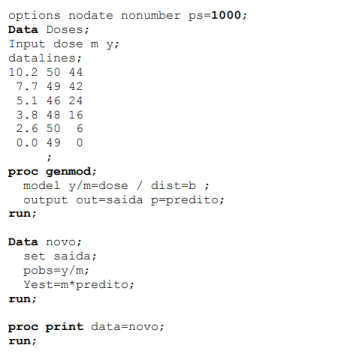 options nodate nonumber ps=1000;
Data Doses;
Input dose m y;
datalines;
10.2 50 44
7.7 49 42
5.1 46 24
3.8 48 16
2.6 50 6
0.0 49 0
;
proc genmod;
model y/m=dose / dist=b ;
output out=saida p=predito;
run;
Data novo;
set saida;
pobs=y/m;
Yest=m*predito;
run;
proc print data=novo;
run;